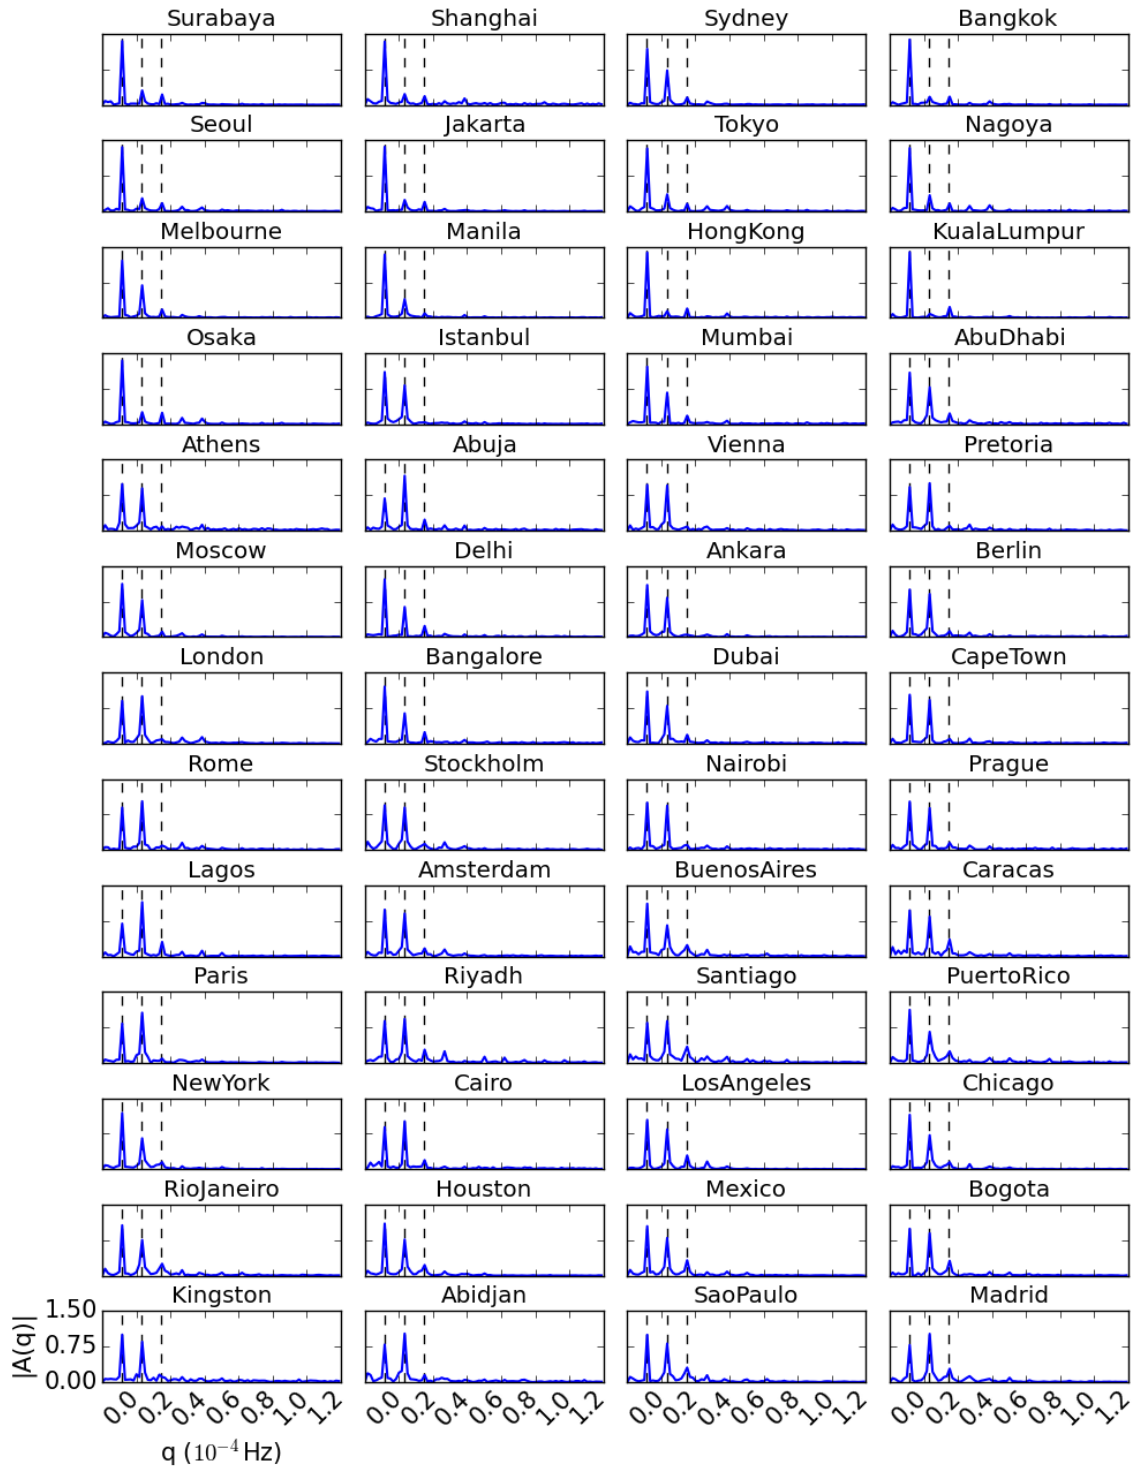 Surabaya Shanghai Sydney Bangkok
Seoul Jakarta Tokyo Nagoya
Melbourne Manila HongKong KualaLumpur
Osaka Istanbul Mumbai AbuDhabi
Athens Abuja Vienna Pretoria
Moscow Delhi Ankara Berlin
London Bangalore Dubai CapeTown
Rome Stockholm Nairobi Prague
Lagos Amsterdam BuenosAires Caracas
Paris Riyadh Santiago PuertoRico
NewYork Cairo LosAngeles Chicago
RioJaneiro Houston Mexico Bogota
Kingston Abidjan SaoPaulo Madrid
|A(q)|
1.50
0.75
0.00
0.0 0.2 0.4 0.6 0.8 1.0 1.2 0.0 0.2 0.4 0.6 0.8 1.0 1.2 0.0 0.2 0.4 0.6 0.8 1.0 1.2 0.0 0.2 0.4 0.6 0.8 1.0 1.2
q (10⁻⁴ Hz)